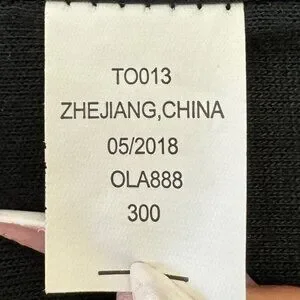 TO013
ZHEJIANG,CHINA
05/2018
OLA888
300